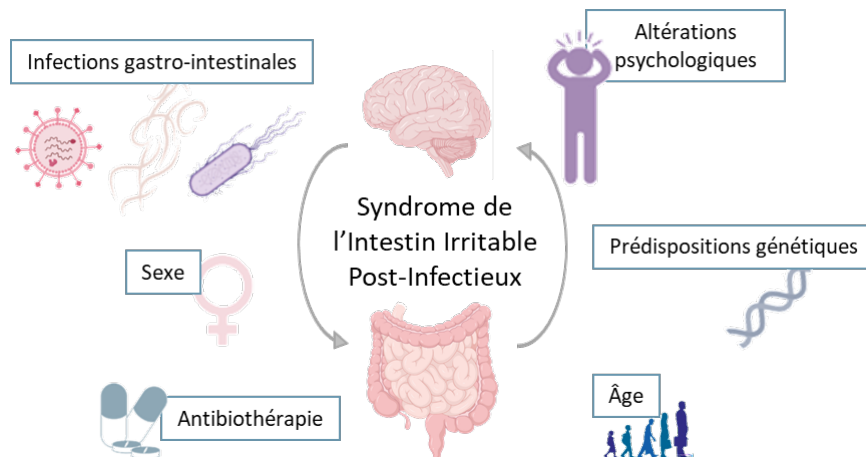 Infections gastro-intestinales
Altérations
psychologiques
Syndrome de
l’Intestin Irritable
Post-Infectieux
Sexe
Prédispositions génétiques
Antibiothérapie
Âge